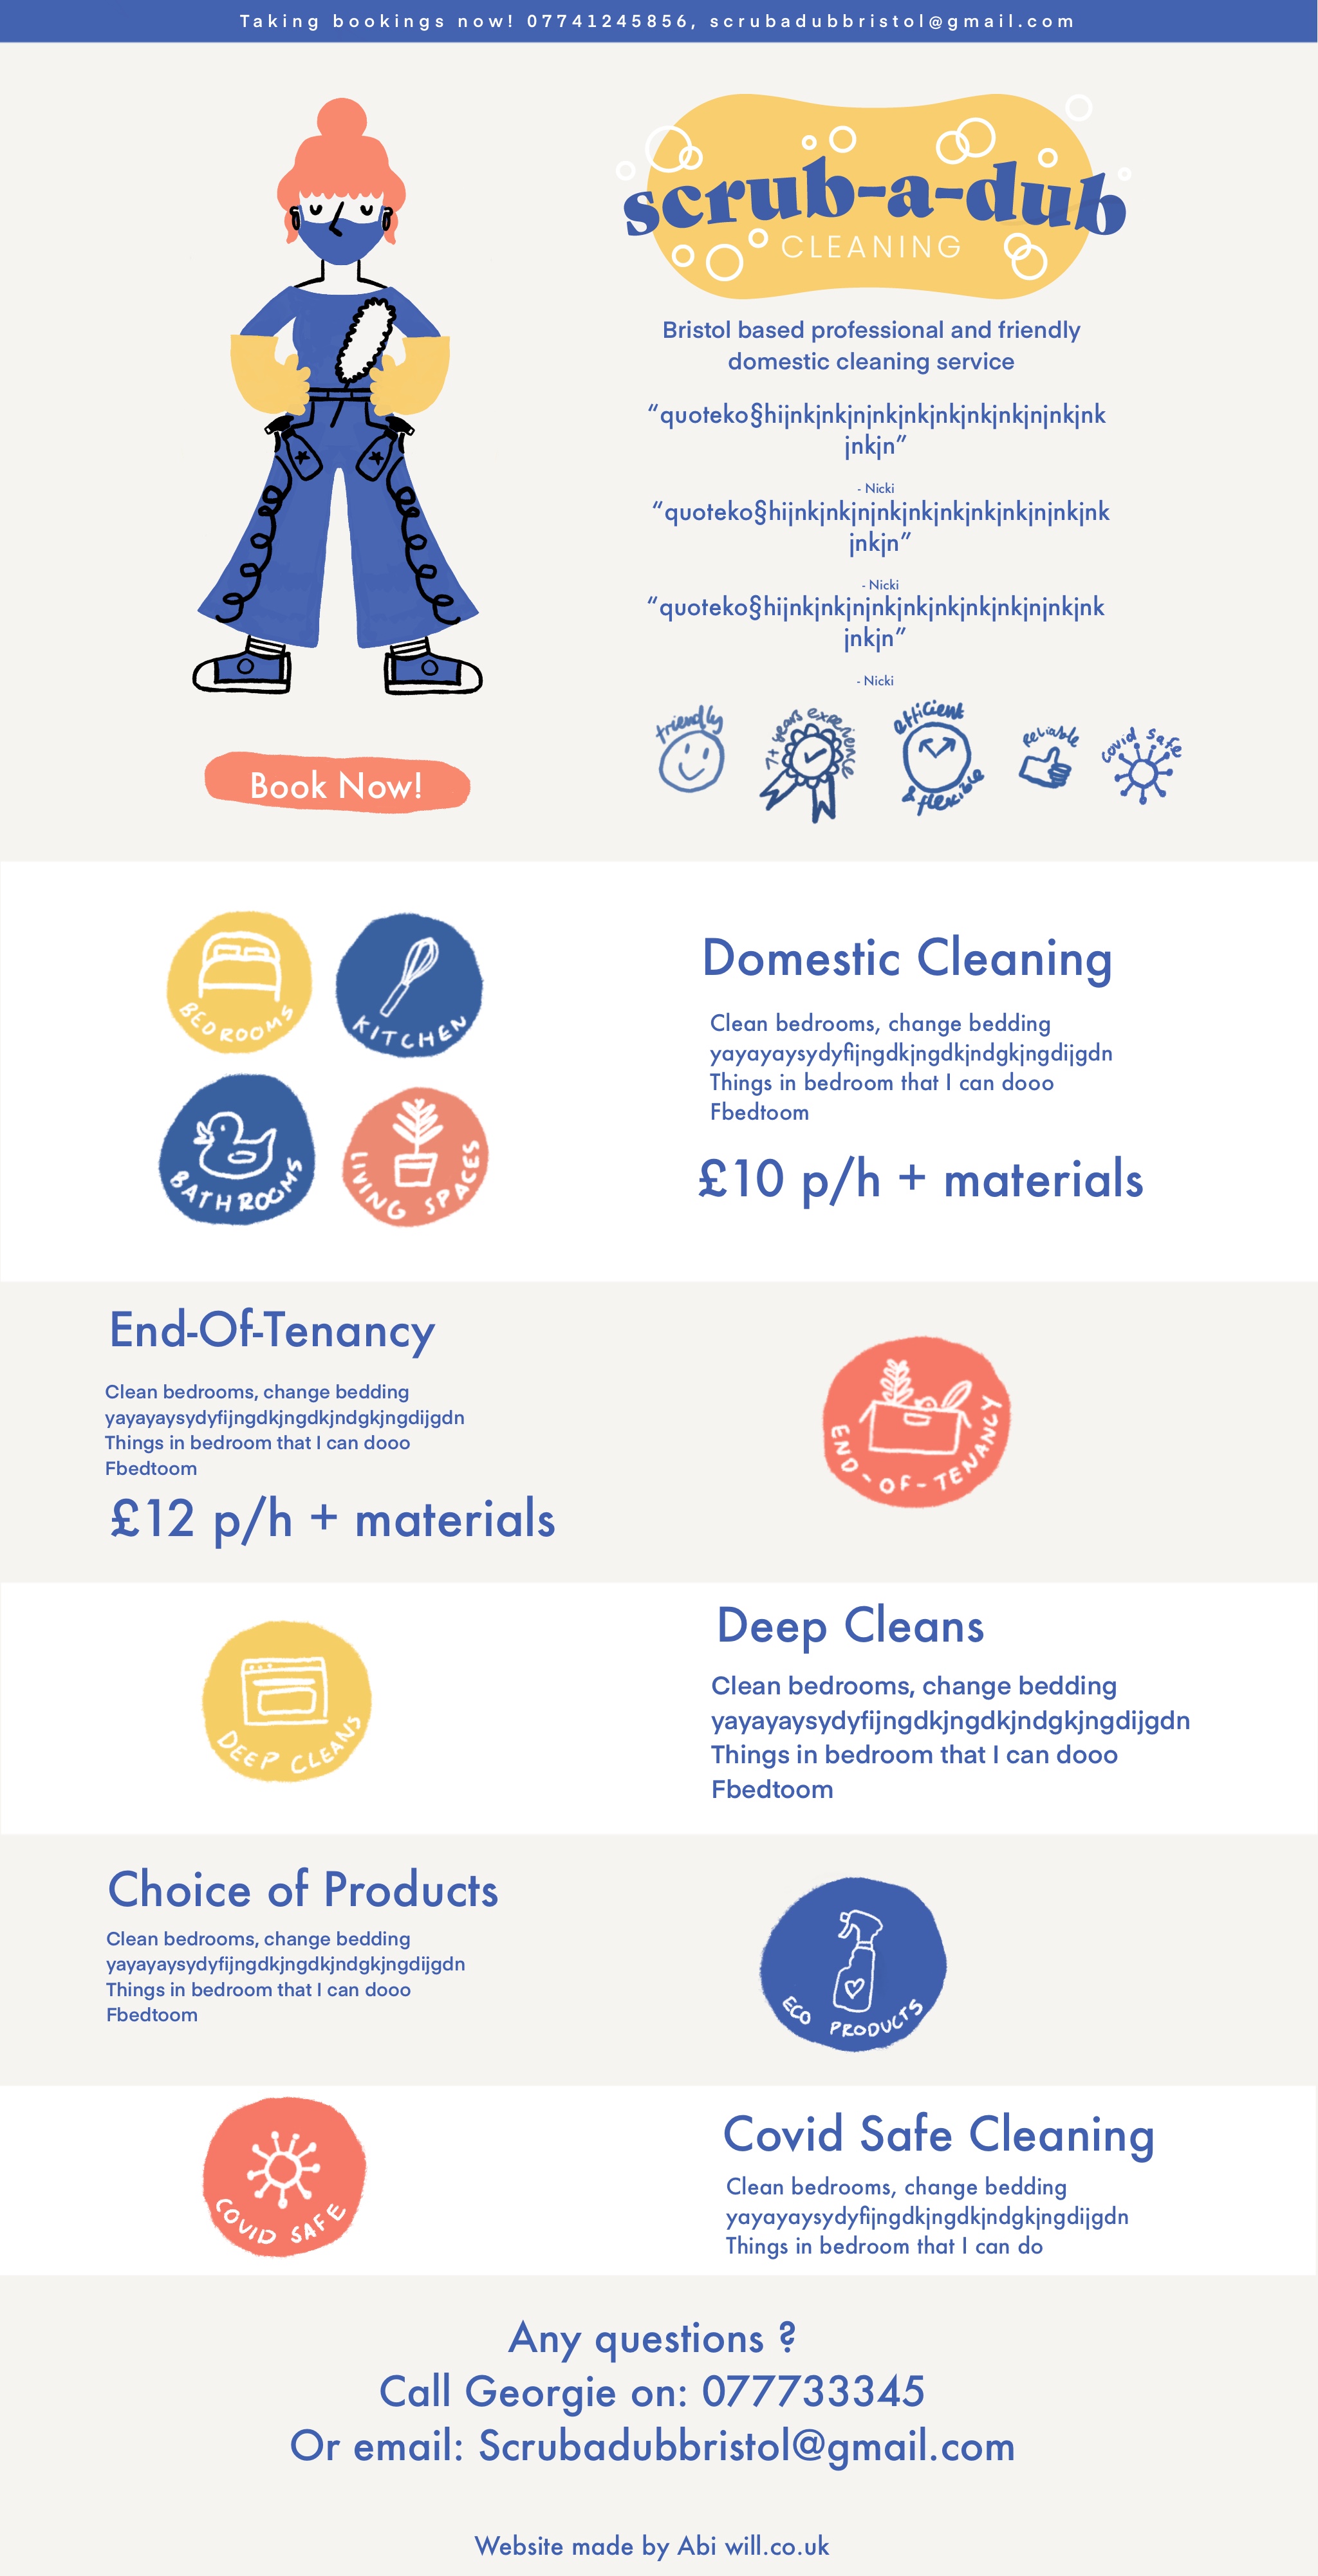 Taking bookings now! 07741245856, scrubadubbristol@gmail.com
scrub-a-dub
CLEANING
Bristol based professional and friendly
domestic cleaning service
“quoteko§hijnkjnkjnjnkjnkjnkjnkjnkjnjnkjnk
jnkjn”
- Nicki
“quoteko§hijnkjnkjnjnkjnkjnkjnkjnkjnjnkjnk
jnkjn”
- Nicki
“quoteko§hijnkjnkjnjnkjnkjnkjnkjnkjnjnkjnk
jnkjn”
- Nicki
friendly
7+ years experience
efficient
& flexible
reliable
covid safe
Book Now!
BEDROOMS
KITCHEN
BATHROOMS
LIVING SPACES
Domestic Cleaning
Clean bedrooms, change bedding
yayayaysydyfijngdkjngdkjndgkjngdijgdn
Things in bedroom that I can dooo
Fbedtoom
£10 p/h + materials
End-Of-Tenancy
Clean bedrooms, change bedding
yayayaysydyfijngdkjngdkjndgkjngdijgdn
Things in bedroom that I can dooo
Fbedtoom
£12 p/h + materials
END-OF-TENANCY
DEEP CLEANS
Deep Cleans
Clean bedrooms, change bedding
yayayaysydyfijngdkjngdkjndgkjngdijgdn
Things in bedroom that I can dooo
Fbedtoom
Choice of Products
Clean bedrooms, change bedding
yayayaysydyfijngdkjngdkjndgkjngdijgdn
Things in bedroom that I can dooo
Fbedtoom
ECO PRODUCTS
COVID SAFE
Covid Safe Cleaning
Clean bedrooms, change bedding
yayayaysydyfijngdkjngdkjndgkjngdijgdn
Things in bedroom that I can do
Any questions ?
Call Georgie on: 077733345
Or email: Scrubadubbristol@gmail.com
Website made by Abi will.co.uk